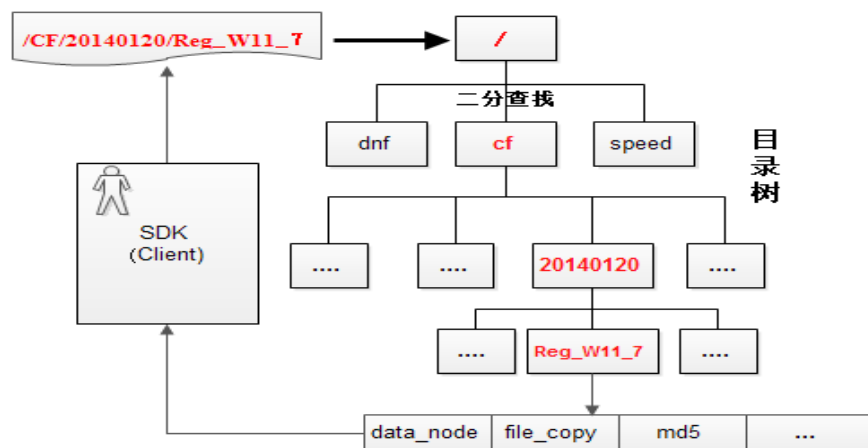 /CF/20140120/Reg_W11_7
/
二分查找
dnf
cf
speed
目录树
SDK
(Client)
....
....
20140120
....
....
Reg_W11_7
....
data_node
file_copy
md5
...